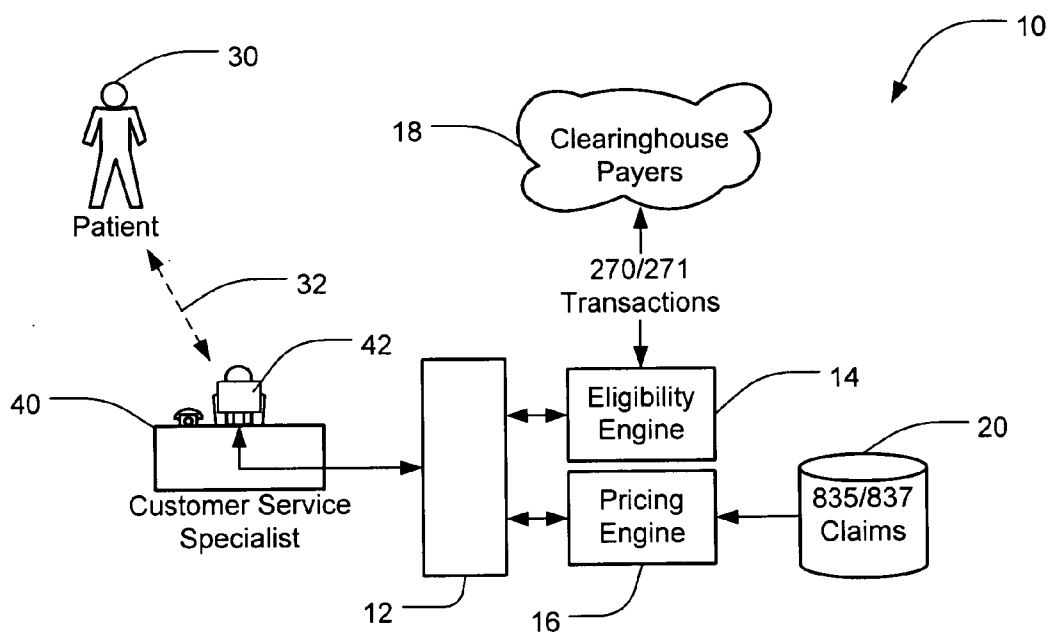 10
30
Clearinghouse
Payers
18
Patient
270/271
Transactions
32
42
40
Eligibility
Engine
14
20
Customer Service
Specialist
Pricing
Engine
835/837
Claims
12
16